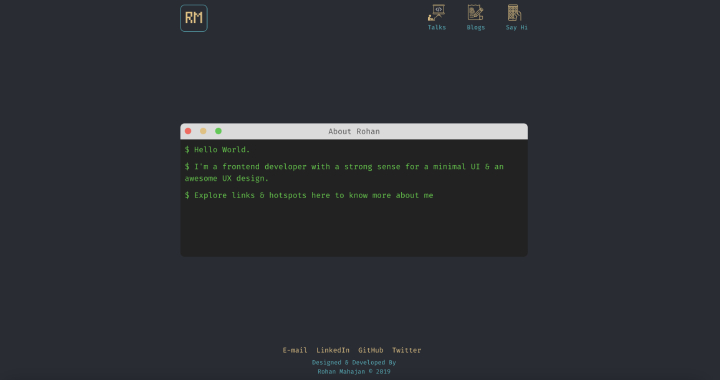 RM
Talks
Blogs
Say Hi
About Rohan
$ Hello World.
$ I'm a frontend developer with a strong sense for a minimal UI & an
awesome UX design.
$ Explore links & hotspots here to know more about me
E-mail LinkedIn GitHub Twitter
Designed & Developed By
Rohan Mahajan © 2019